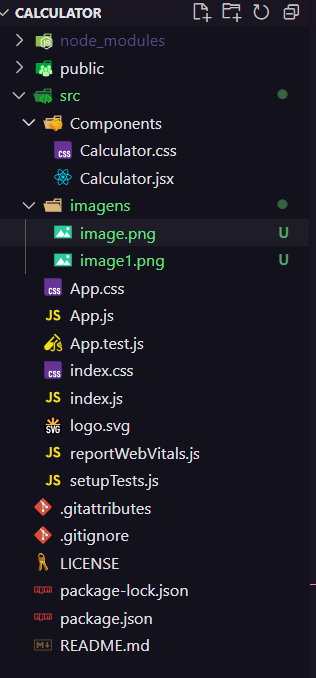 CALCULATOR
node_modules
public
src
Components
CSS Calculator.css
Calculator.jsx
imagens
image.png U
image1.png U
CSS App.css
JS App.js
App.test.js
CSS index.css
JS index.js
SVG logo.svg
JS reportWebVitals.js
JS setupTests.js
.gitattributes
.gitignore
LICENSE
npm package-lock.json
npm package.json
README.md